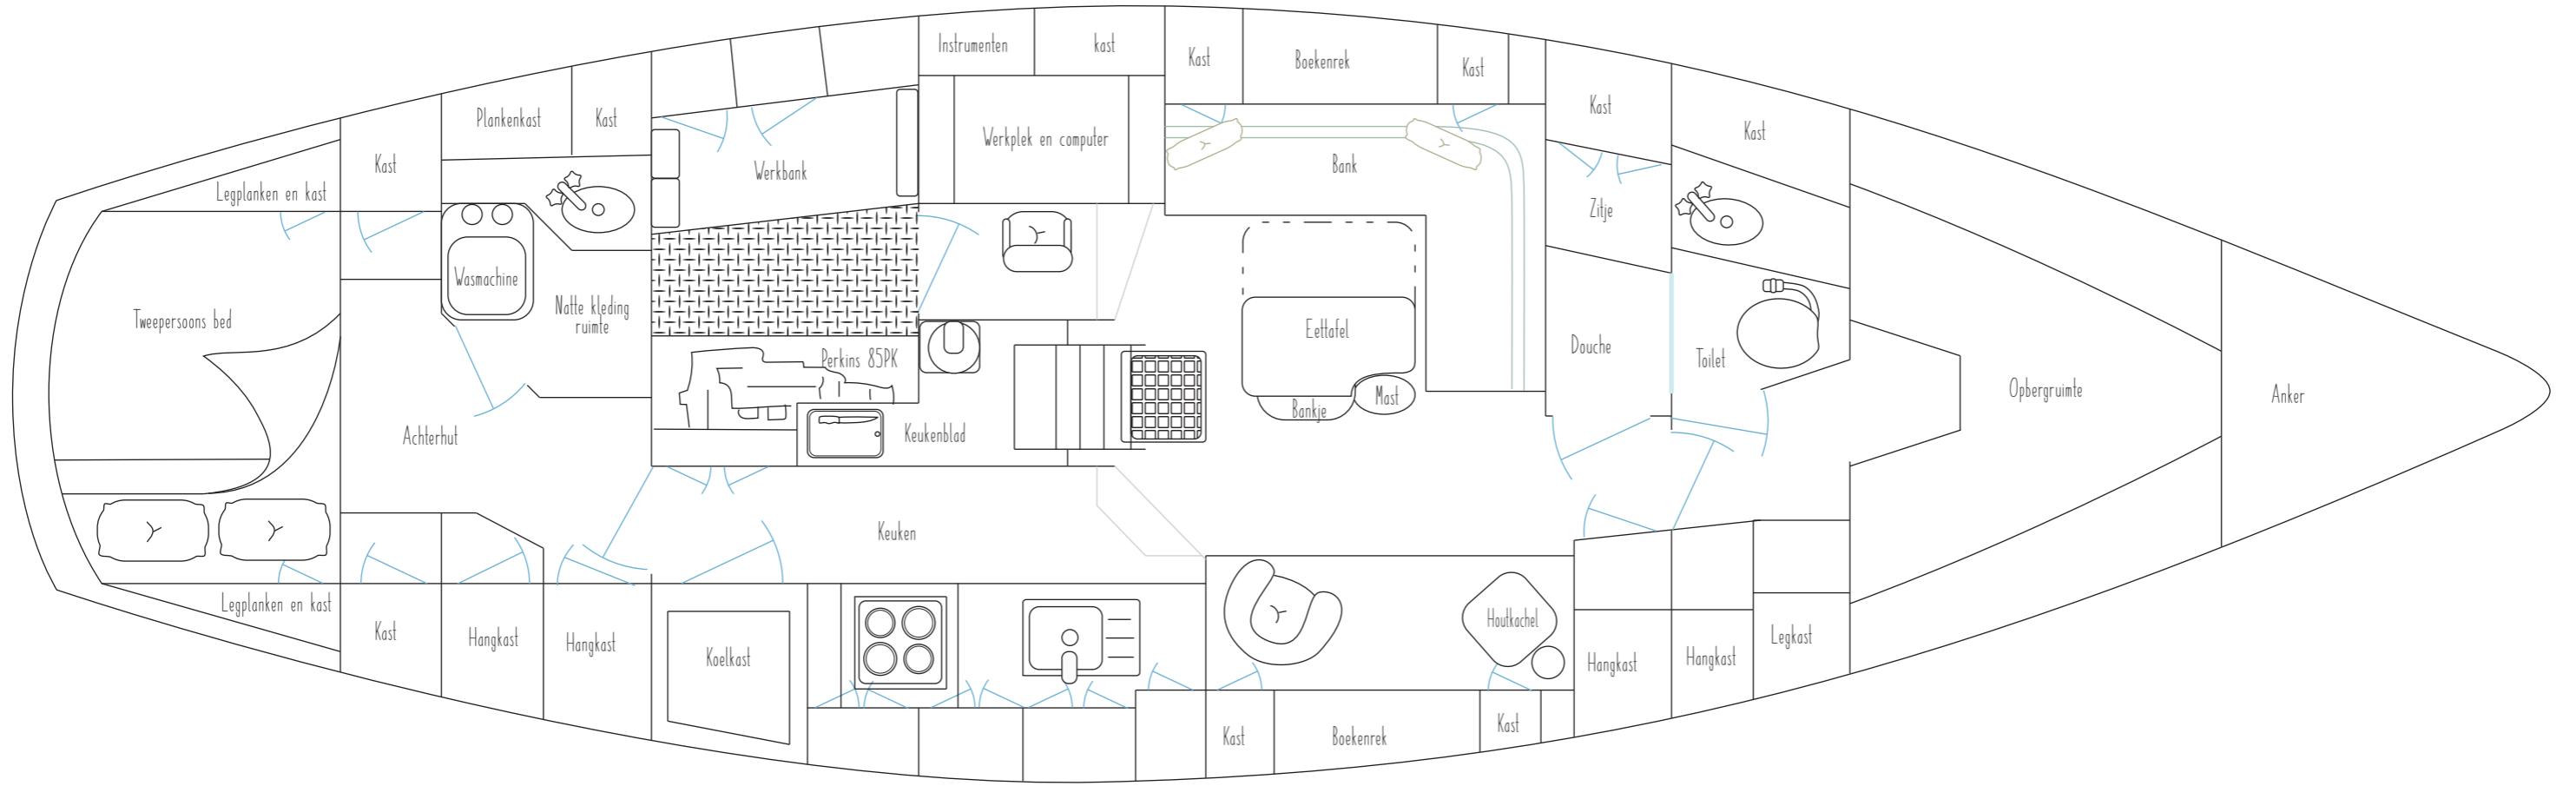 Instrumenten
kast
Kast
Boekenrek
Kast
Kast
Kast
Plankenkast
Kast
Kast
Legplanken en kast
Werkbank
Werkplek en computer
Bank
Zitje
Wasmachine
Natte kleding
ruimte
Tweepersoons bed
Perkins 85PK
Eettafel
Douche
Toilet
Mast
Bankje
Opbergruimte
Anker
Achterhut
Keukenblad
Keuken
Legplanken en kast
Kast
Hangkast
Hangkast
Koelkast
Houtkachel
Hangkast
Hangkast
Legkast
Kast
Boekenrek
Kast